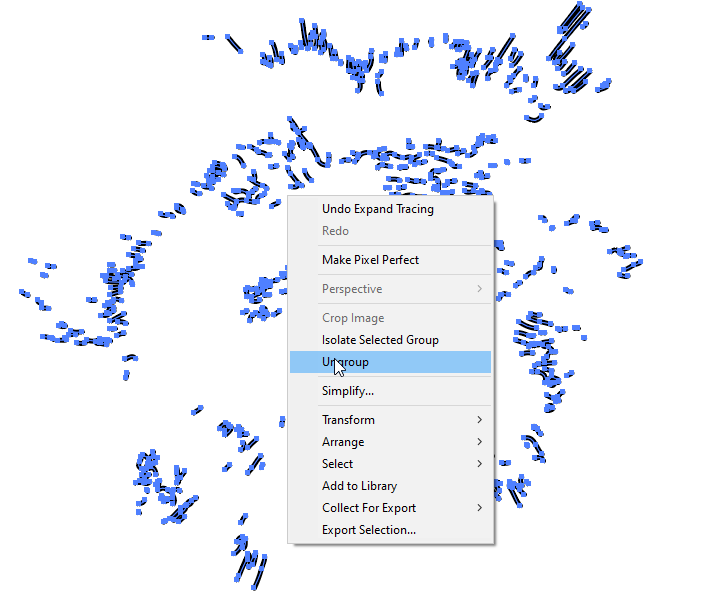 Undo Expand Tracing
Redo
Make Pixel Perfect
Perspective
Crop Image
Isolate Selected Group
Ungroup
Simplify...
Transform
Arrange
Select
Add to Library
Collect For Export
Export Selection...